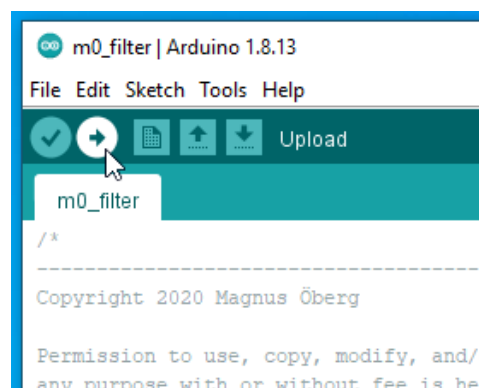 m0_filter | Arduino 1.8.13
File Edit Sketch Tools Help
Upload
m0_filter
/*
----------------------------------------
Copyright 2020 Magnus Öberg
Permission to use, copy, modify, and/
any purpose with or without fee is he